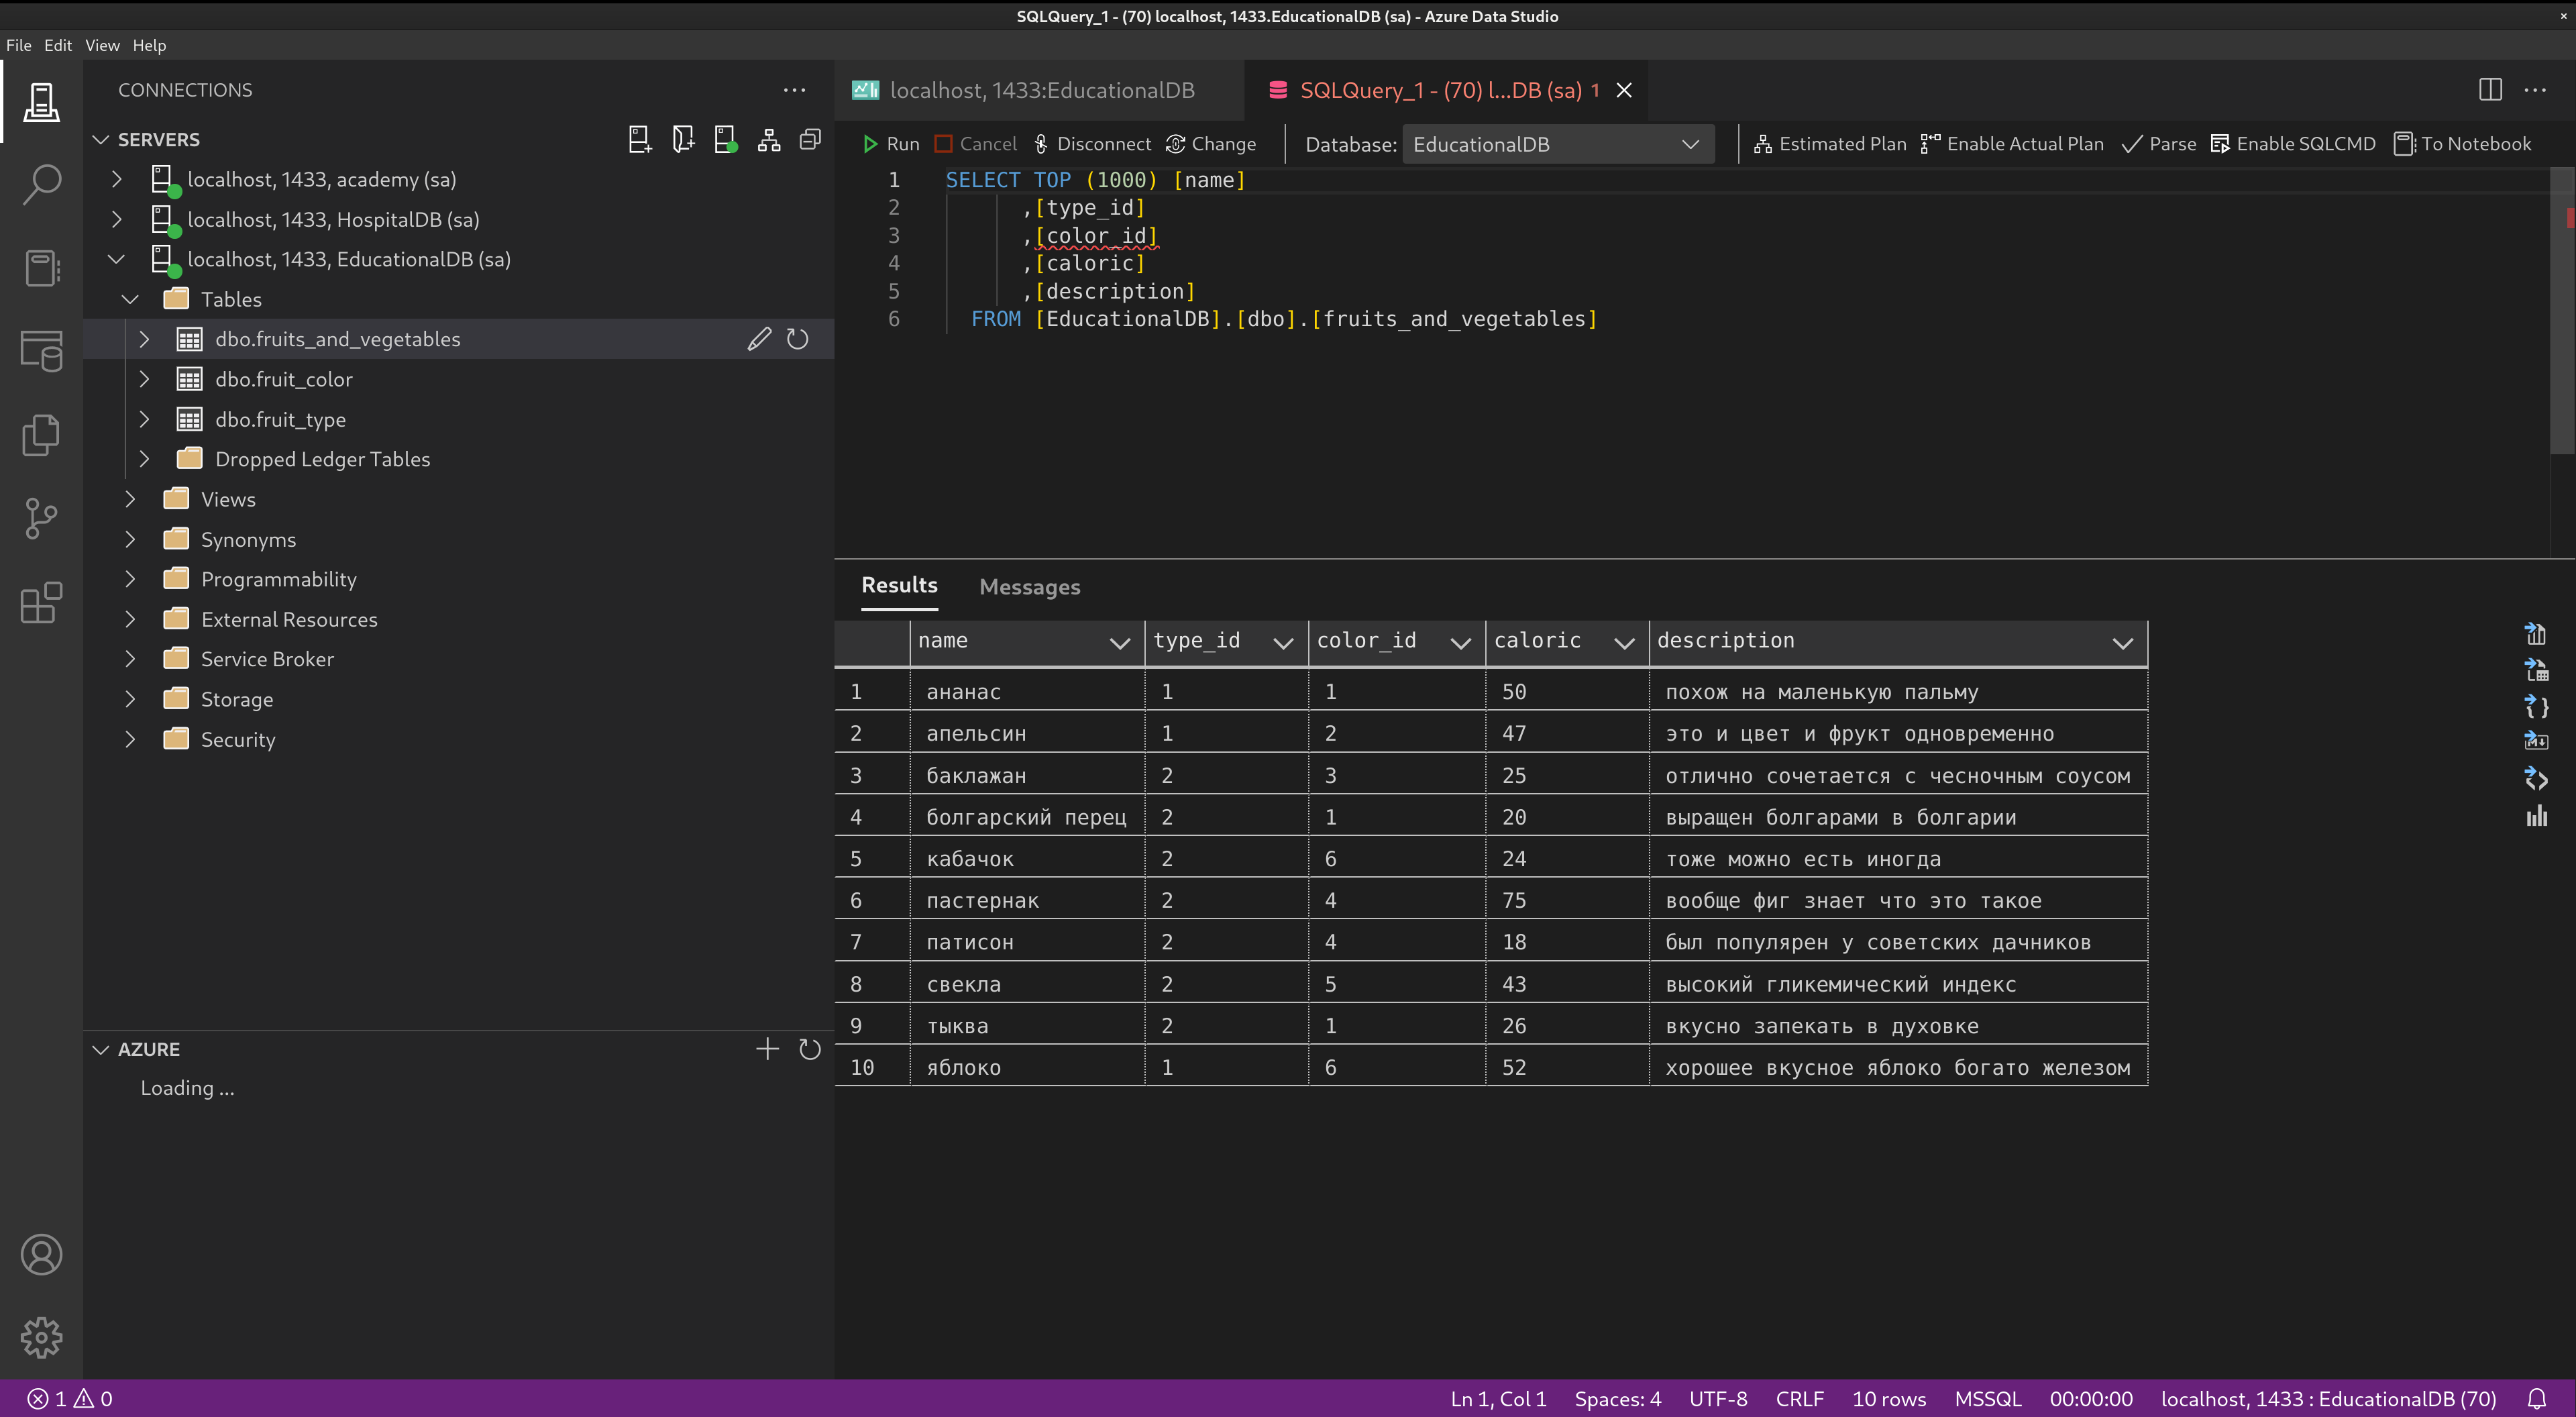 SQLQuery_1 - (70) localhost, 1433.EducationalDB (sa) - Azure Data Studio
File Edit View Help
CONNECTIONS
SERVERS
localhost, 1433, academy (sa)
localhost, 1433, HospitalDB (sa)
localhost, 1433, EducationalDB (sa)
Tables
dbo.fruits_and_vegetables
dbo.fruit_color
dbo.fruit_type
Dropped Ledger Tables
Views
Synonyms
Programmability
External Resources
Service Broker
Storage
Security
AZURE
Loading ...
localhost, 1433:EducationalDB
SQLQuery_1 - (70) l...DB (sa) 1
Run Cancel Disconnect Change Database: EducationalDB Estimated Plan Enable Actual Plan Parse Enable SQLCMD To Notebook
1 SELECT TOP (1000) [name]
2 ,[type_id]
3 ,[color_id]
4 ,[caloric]
5 ,[description]
6 FROM [EducationalDB].[dbo].[fruits_and_vegetables]
Results Messages
name type_id color_id caloric description
1 ананас 1 1 50 похож на маленькую пальму
2 апельсин 1 2 47 это и цвет и фрукт одновременно
3 баклажан 2 3 25 отлично сочетается с чесночным соусом
4 болгарский перец 2 1 20 выращен болгарами в болгарии
5 кабачок 2 6 24 тоже можно есть иногда
6 пастернак 2 4 75 вообще фиг знает что это такое
7 патисон 2 4 18 был популярен у советских дачников
8 свекла 2 5 43 высокий гликемический индекс
9 тыква 2 1 26 вкусно запекать в духовке
10 яблоко 1 6 52 хорошее вкусное яблоко богато железом
1 0 Ln 1, Col 1 Spaces: 4 UTF-8 CRLF 10 rows MSSQL 00:00:00 localhost, 1433 : EducationalDB (70)